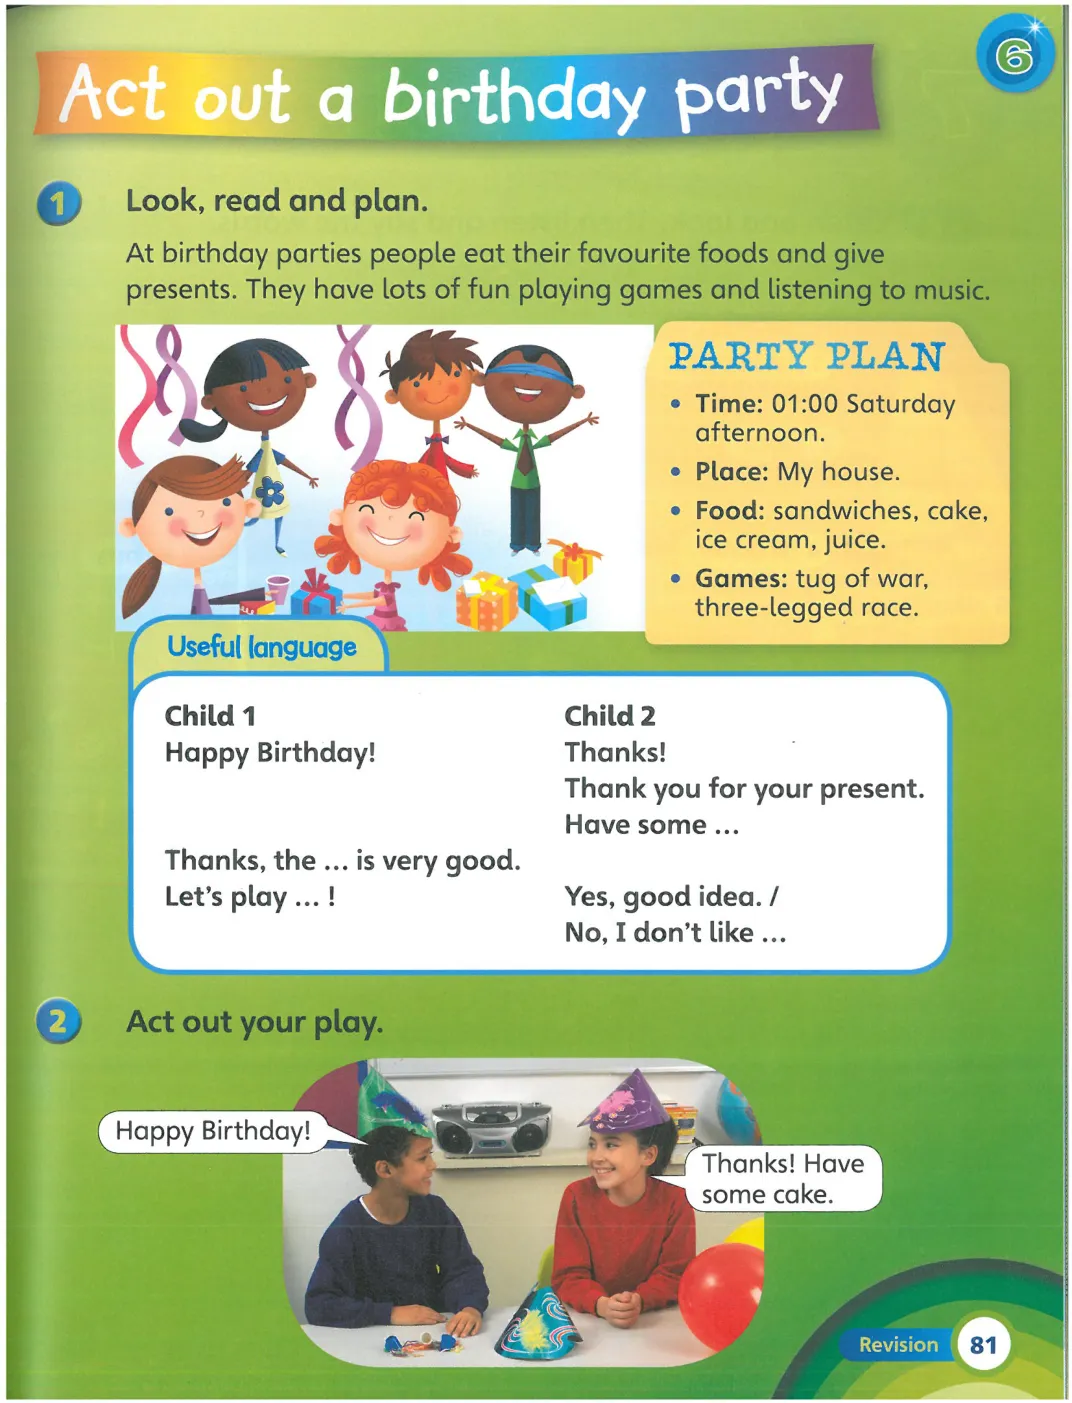 6
Act out a birthday party
1 Look, read and plan.
At birthday parties people eat their favourite foods and give
presents. They have lots of fun playing games and listening to music.
PARTY PLAN
• Time: 01:00 Saturday
afternoon.
• Place: My house.
• Food: sandwiches, cake,
ice cream, juice.
• Games: tug of war,
three-legged race.
Useful language
Child 1
Happy Birthday!
Thanks, the ... is very good.
Let's play ... !
Child 2
Thanks!
Thank you for your present.
Have some ...
Yes, good idea. /
No, I don't like ...
2 Act out your play.
Happy Birthday!
Thanks! Have
some cake.
Revision 81